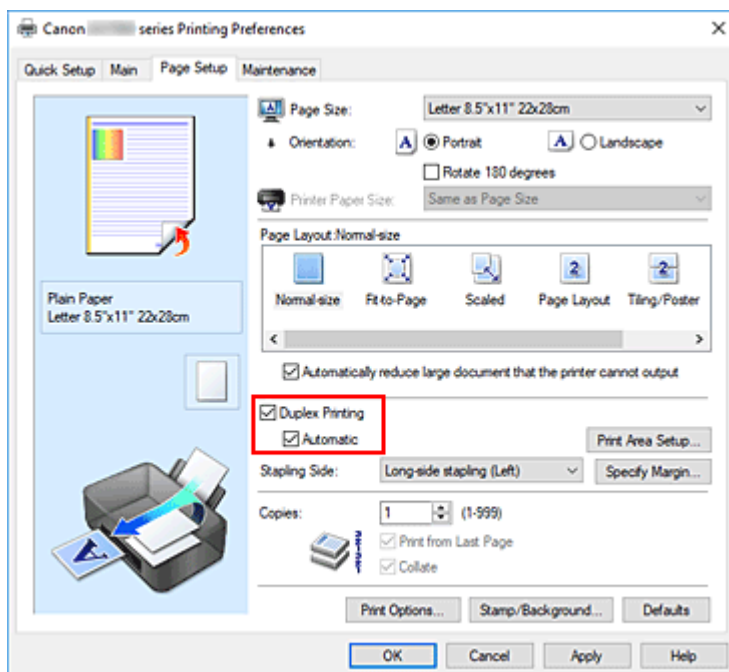 Canon series Printing Preferences
Quick Setup Main Page Setup Maintenance
Page Size: Letter 8.5"x11" 22x28cm
Orientation: A Portrait A Landscape
Rotate 180 degrees
Printer Paper Size: Same as Page Size
Page Layout:Normal-size
Normal-size Fit-to-Page Scaled Page Layout Tiling/Poster
Plain Paper
Letter 8.5"x11" 22x28cm
Automatically reduce large document that the printer cannot output
Duplex Printing
Automatic
Print Area Setup...
Stapling Side: Long-side stapling (Left) Specify Margin...
Copies: 1 (1-999)
Print from Last Page
Collate
Print Options... Stamp/Background... Defaults
OK Cancel Apply Help